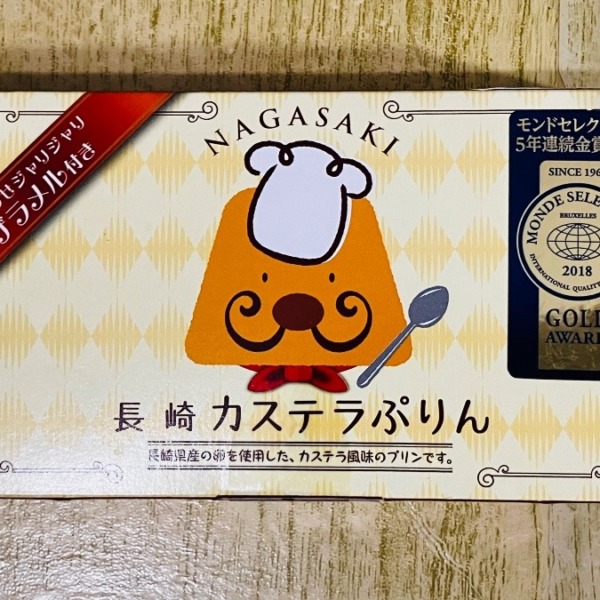 せジャリジャリ
ザラメル付き
NAGASAKI
モンドセレク
5年連続金賞
SINCE 196
MONDE SELE
BRUXELLES
2018
INTERNATIONAL QUALITY
GOLD
AWARD
長崎カステラぷりん
長崎県産の卵を使用した、カステラ風味のプリンです。